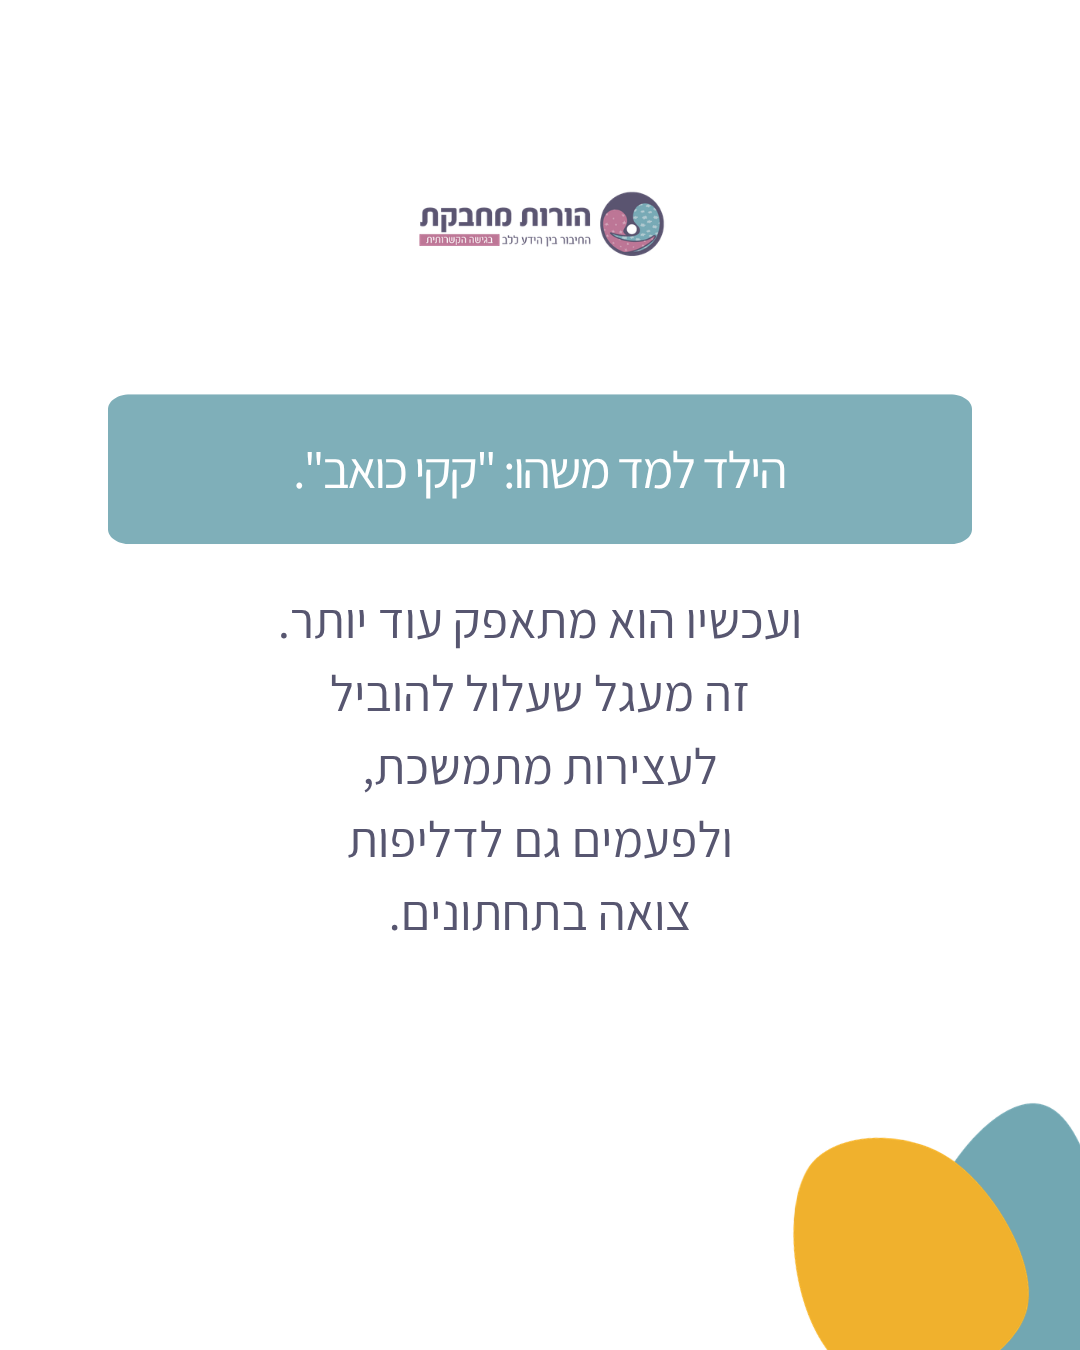 הורות מחבקת
החיבור בין הידע ללב בגישה הקשרותית
הילד למד משהו: "קקי כואב".
ועכשיו הוא מתאפק עוד יותר.
זה מעגל שעלול להוביל
לעצירות מתמשכת,
ולפעמים גם לדליפות
צואה בתחתונים.